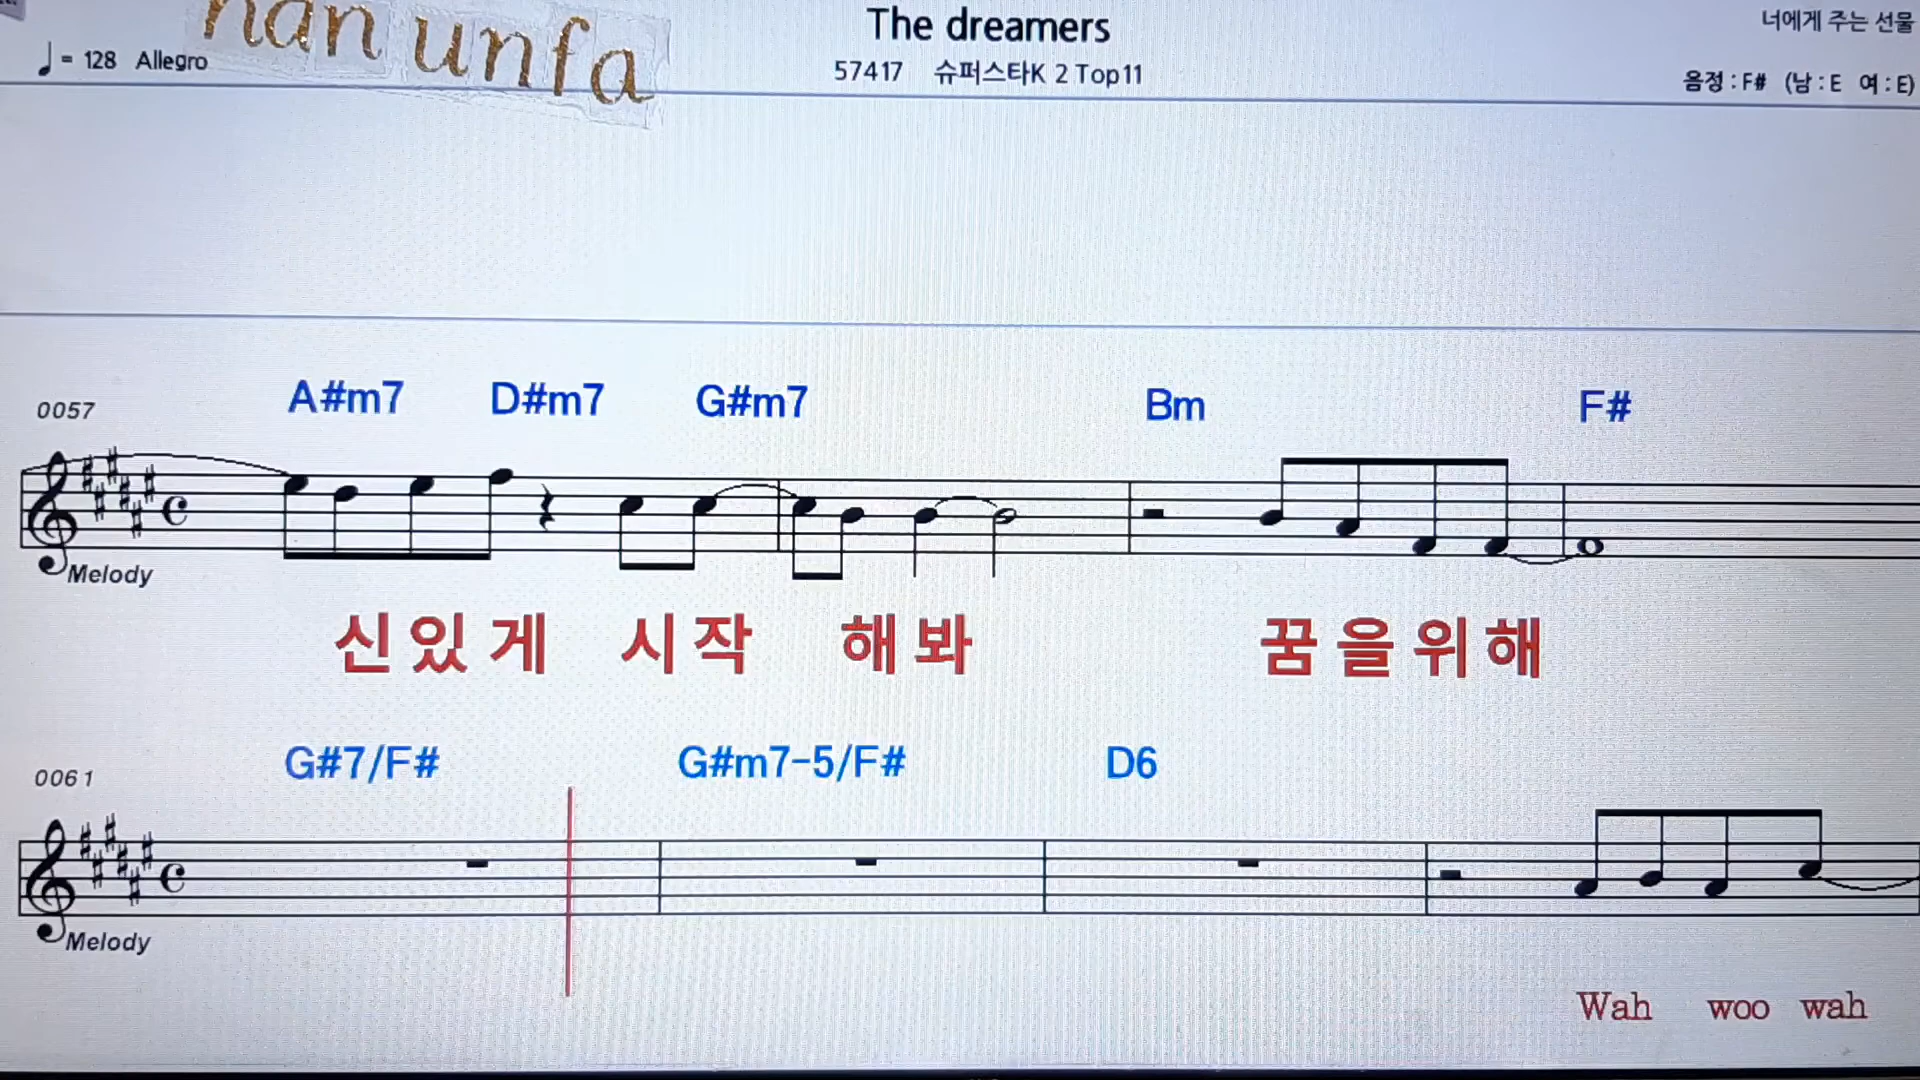 nan unfa
The dreamers
너에게 주는 선물
♩ = 128 Allegro
57417 슈퍼스타K 2 Top11
음정 : F# (남 : E 여 : E)
0057 A#m7 D#m7 G#m7 Bm F#
Melody
신있게 시작 해봐 꿈을위해
0061 G#7/F# G#m7-5/F# D6
Melody
Wah woo wah